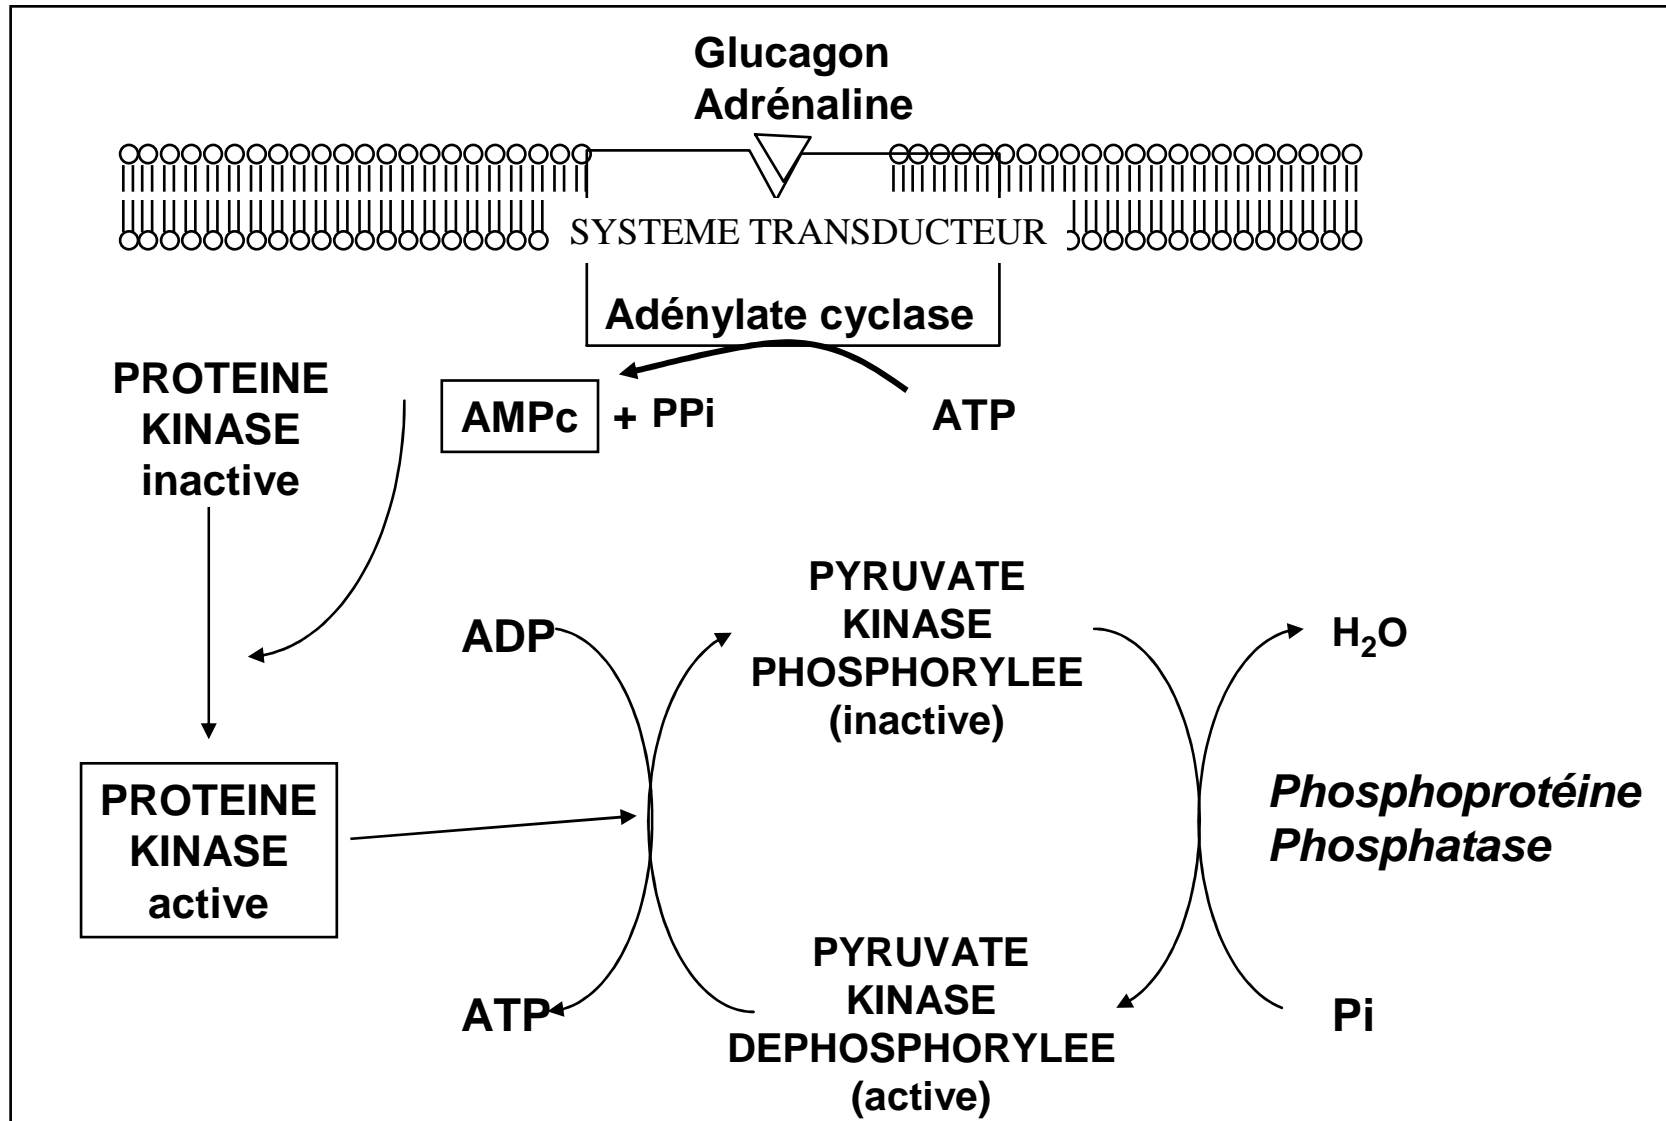 Glucagon
Adrénaline
SYSTEME TRANSDUCTEUR
Adénylate cyclase
PROTEINE
KINASE
inactive
AMPc + PPi
ATP
PYRUVATE
KINASE
PHOSPHORYLEE
(inactive)
ADP
H₂O
PROTEINE
KINASE
active
Phosphoprotéine
Phosphatase
PYRUVATE
KINASE
DEPHOSPHORYLEE
(active)
ATP
Pi